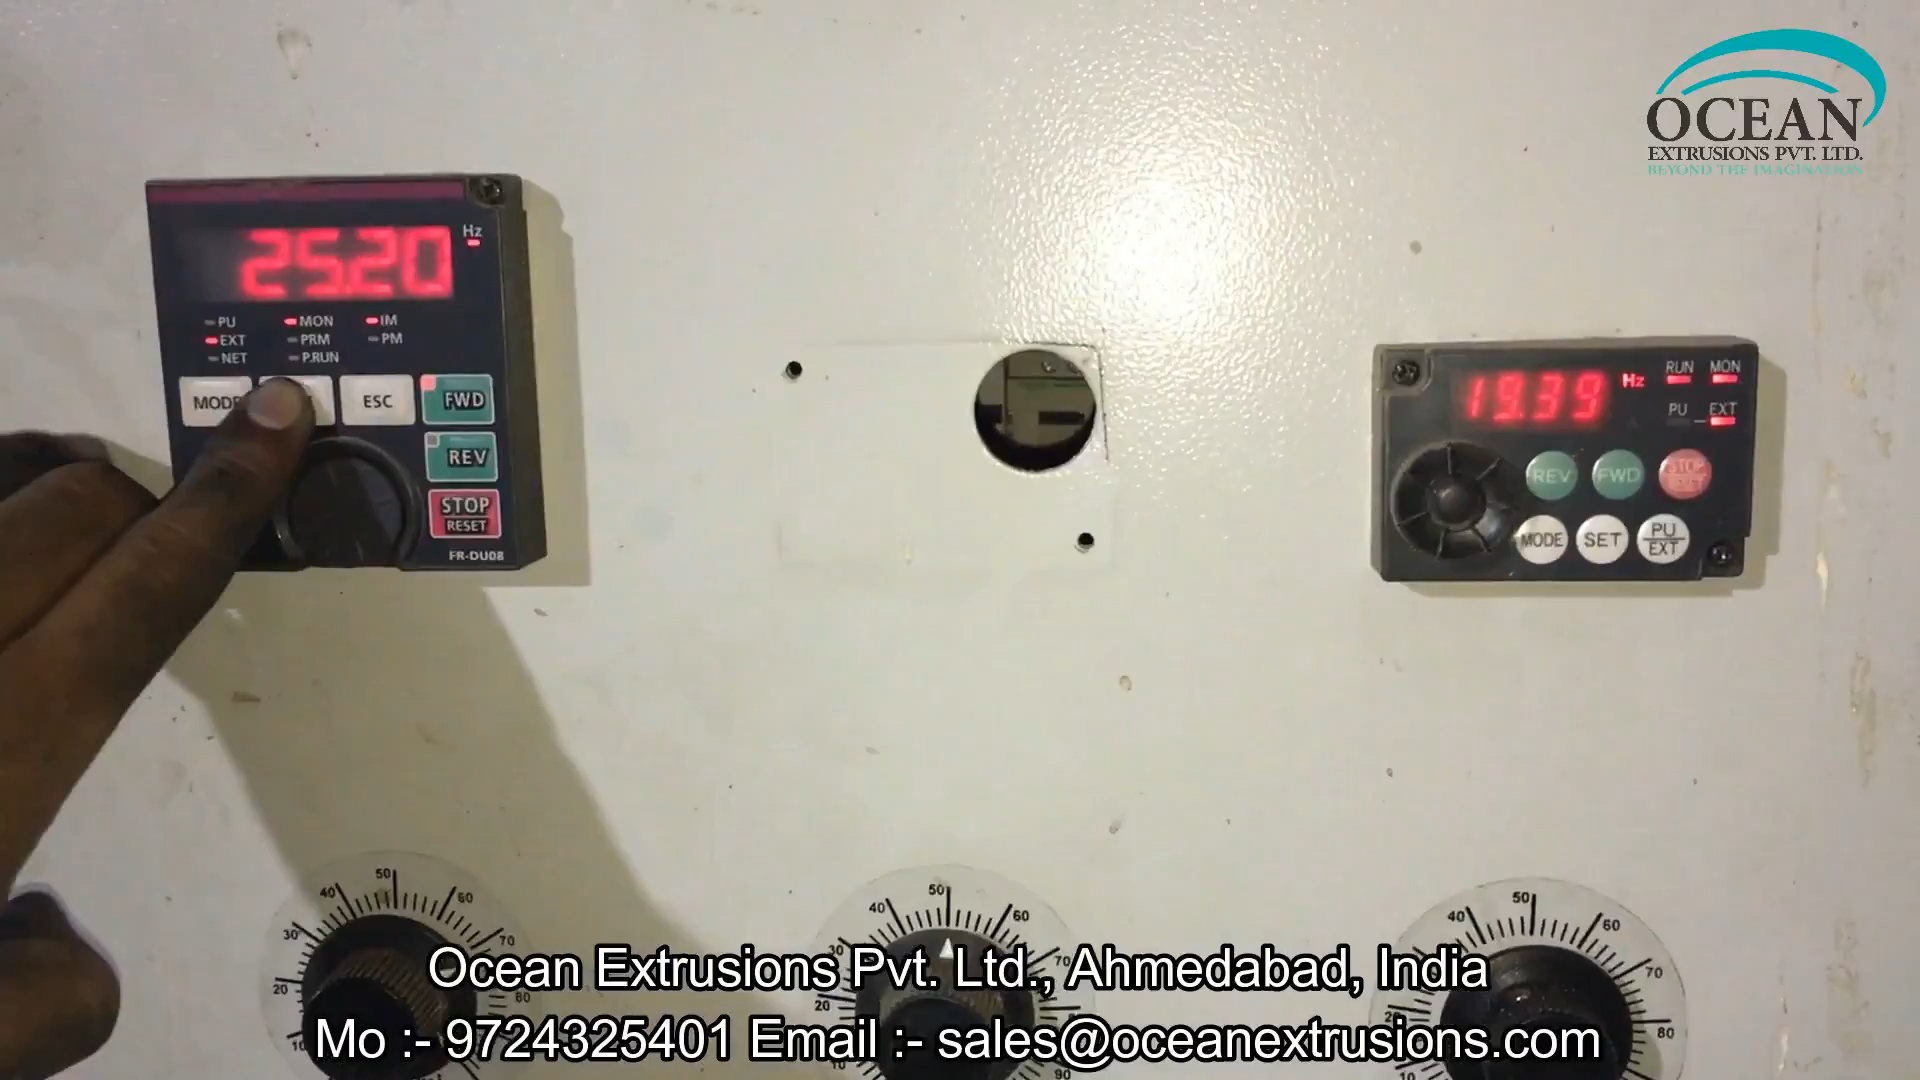 OCEAN
EXTRUSIONS PVT. LTD.
BEYOND THE IMAGINATION
25.20
Hz
PU MON IM
EXT PRM PM
NET P.RUN
MODE ESC FWD
REV
STOP
RESET
FR-DU08
19.39 Hz
RUN MON
PU EXT
REV FWD STOP
RESET
MODE SET PU
EXT
10 20 30 40 50 60 70 80
10 20 30 40 50 60 70 90
10 40 50 60 70 80
Ocean Extrusions Pvt. Ltd., Ahmedabad, India
Mo :- 9724325401 Email :- sales@oceanextrusions.com